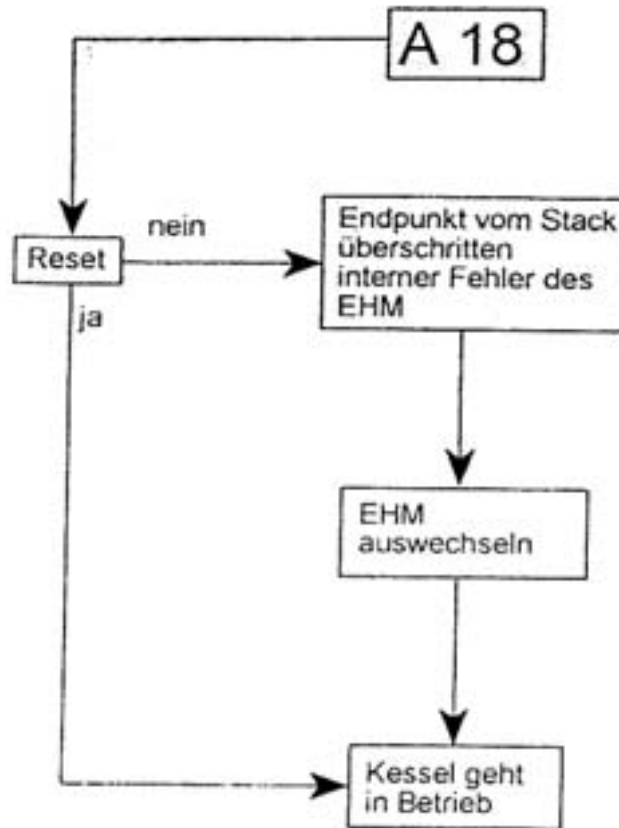 A 18
nein
Reset
ja
Endpunkt vom Stack
überschritten
interner Fehler des
EHM
EHM
auswechseln
Kessel geht
in Betrieb